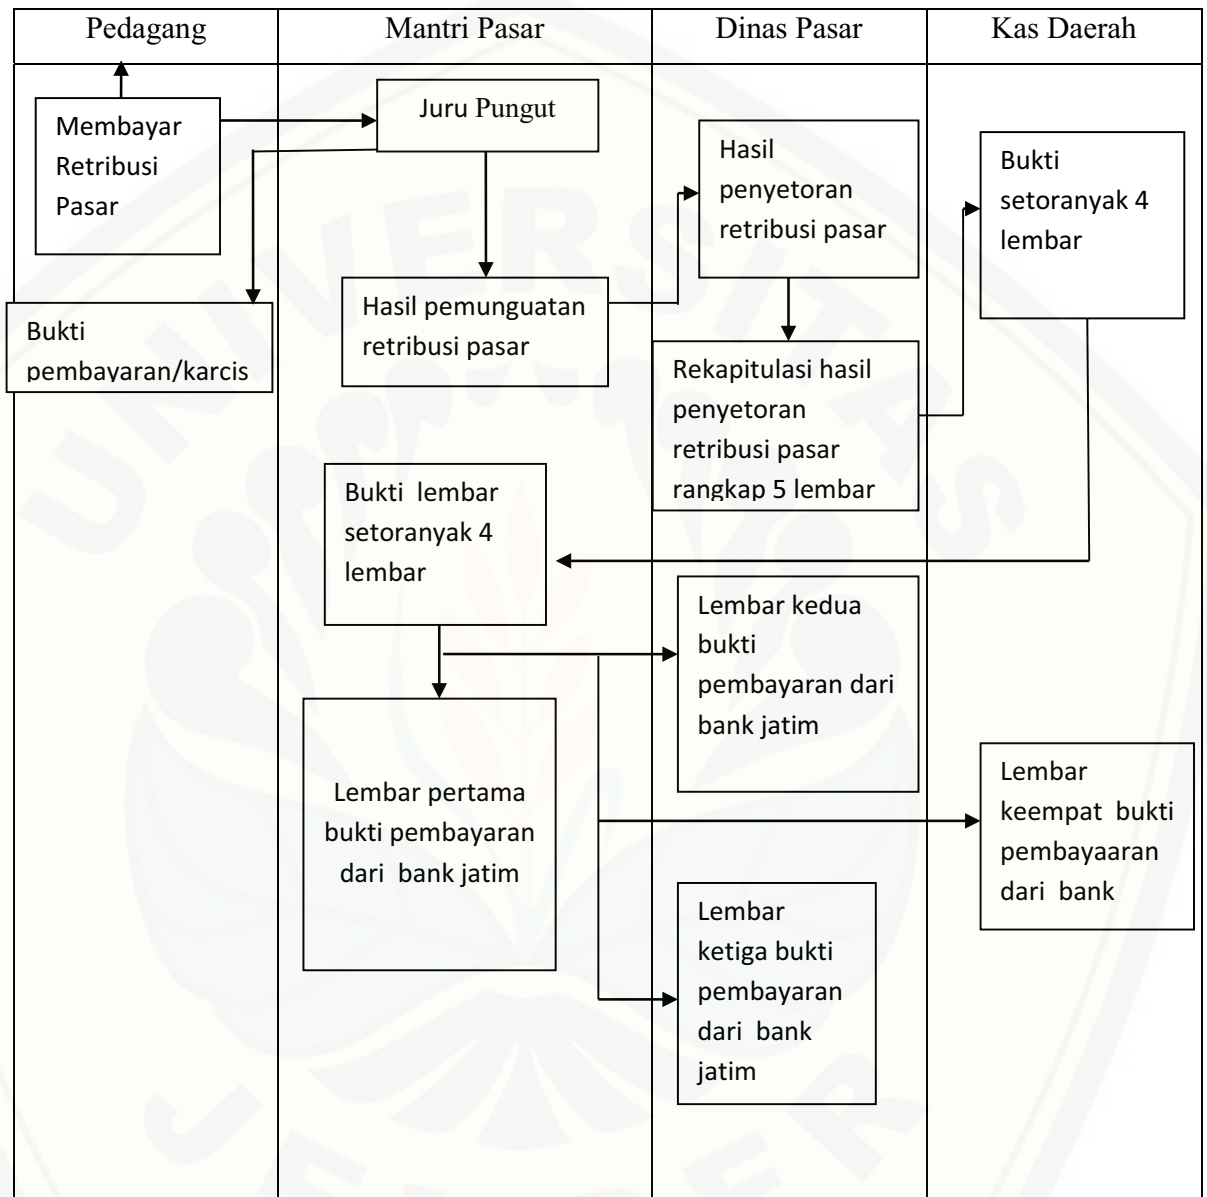 Pedagang
Mantri Pasar
Dinas Pasar
Kas Daerah
Membayar
Retribusi
Pasar
Juru Pungut
Hasil
penyetoran
retribusi pasar
Bukti
setoranyak 4
lembar
Bukti
pembayaran/karcis
Hasil pemunguatan
retribusi pasar
Rekapitulasi hasil
penyetoran
retribusi pasar
rangkap 5 lembar
Bukti lembar
setoranyak 4
lembar
Lembar kedua
bukti
pembayaran dari
bank jatim
Lembar pertama
bukti pembayaran
dari bank jatim
Lembar
keempat bukti
pembayaaran
dari bank
Lembar
ketiga bukti
pembayaran
dari bank
jatim
UNIVERSITAS
JEMBER